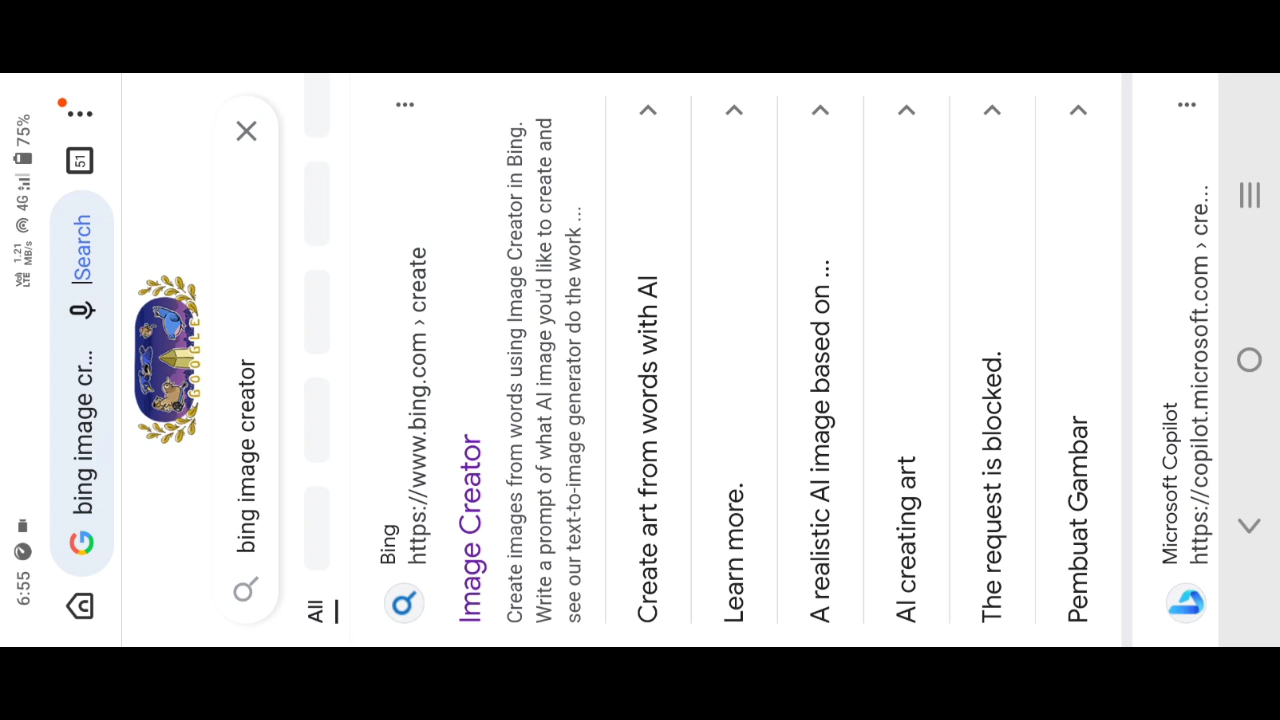 6:55
VoLTE 1.21 MB/s 4G 75%
bing image cr... |Search 51
GOOGLE
bing image creator
All
Bing
https://www.bing.com › create
Image Creator
Create images from words using Image Creator in Bing.
Write a prompt of what AI image you'd like to create and
see our text-to-image generator do the work ...
Create art from words with AI
Learn more.
A realistic AI image based on ...
AI creating art
The request is blocked.
Pembuat Gambar
Microsoft Copilot
https://copilot.microsoft.com › cre...